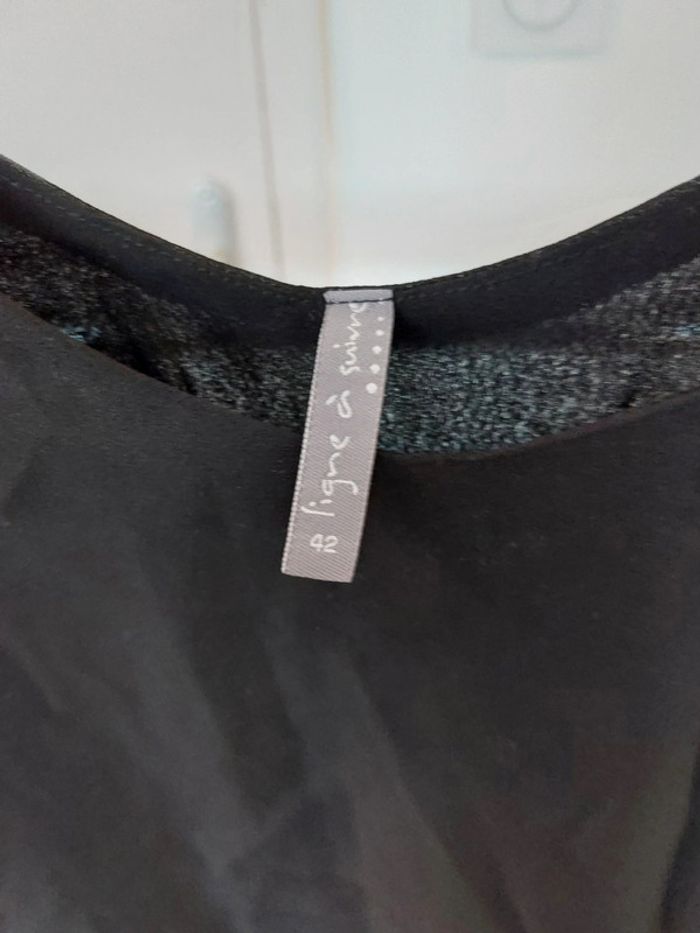 ligne à suivre.....
42